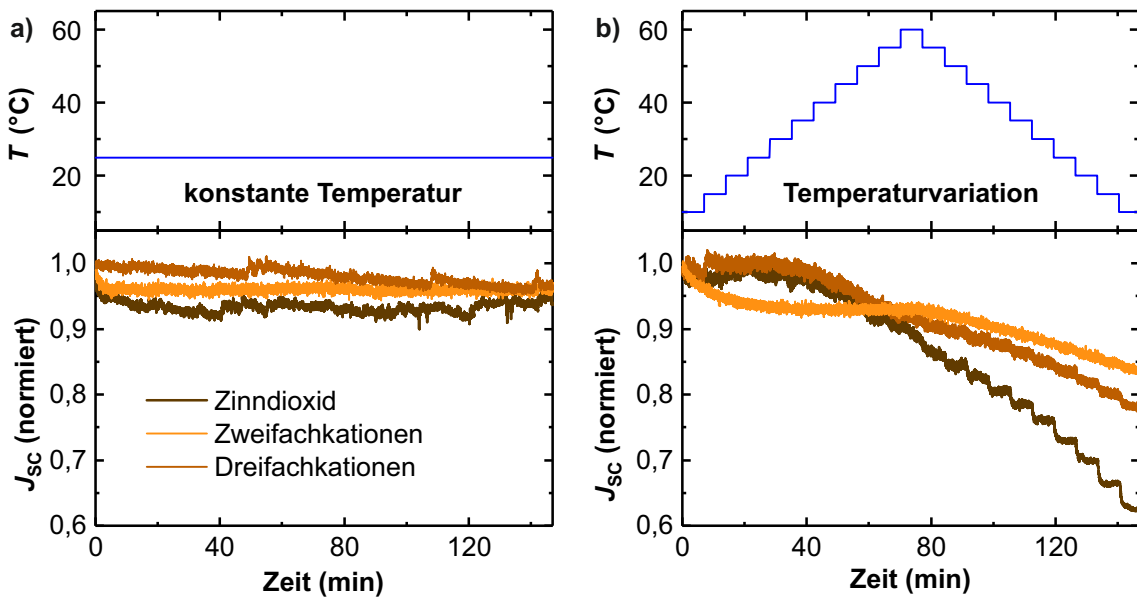 a)
60
40
20
T (°C)
konstante Temperatur
1,0
0,9
0,8
0,7
0,6
J_SC (normiert)
Zinndioxid
Zweifachkationen
Dreifachkationen
0
40
80
120
Zeit (min)
b)
60
40
20
T (°C)
Temperaturvariation
1,0
0,9
0,8
0,7
0,6
J_SC (normiert)
0
40
80
120
Zeit (min)